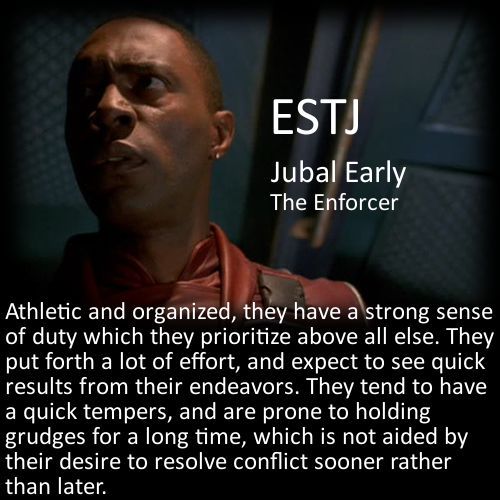 ESTJ
Jubal Early
The Enforcer
Athletic and organized, they have a strong sense
of duty which they prioritize above all else. They
put forth a lot of effort, and expect to see quick
results from their endeavors. They tend to have
a quick tempers, and are prone to holding
grudges for a long time, which is not aided by
their desire to resolve conflict sooner rather
than later.